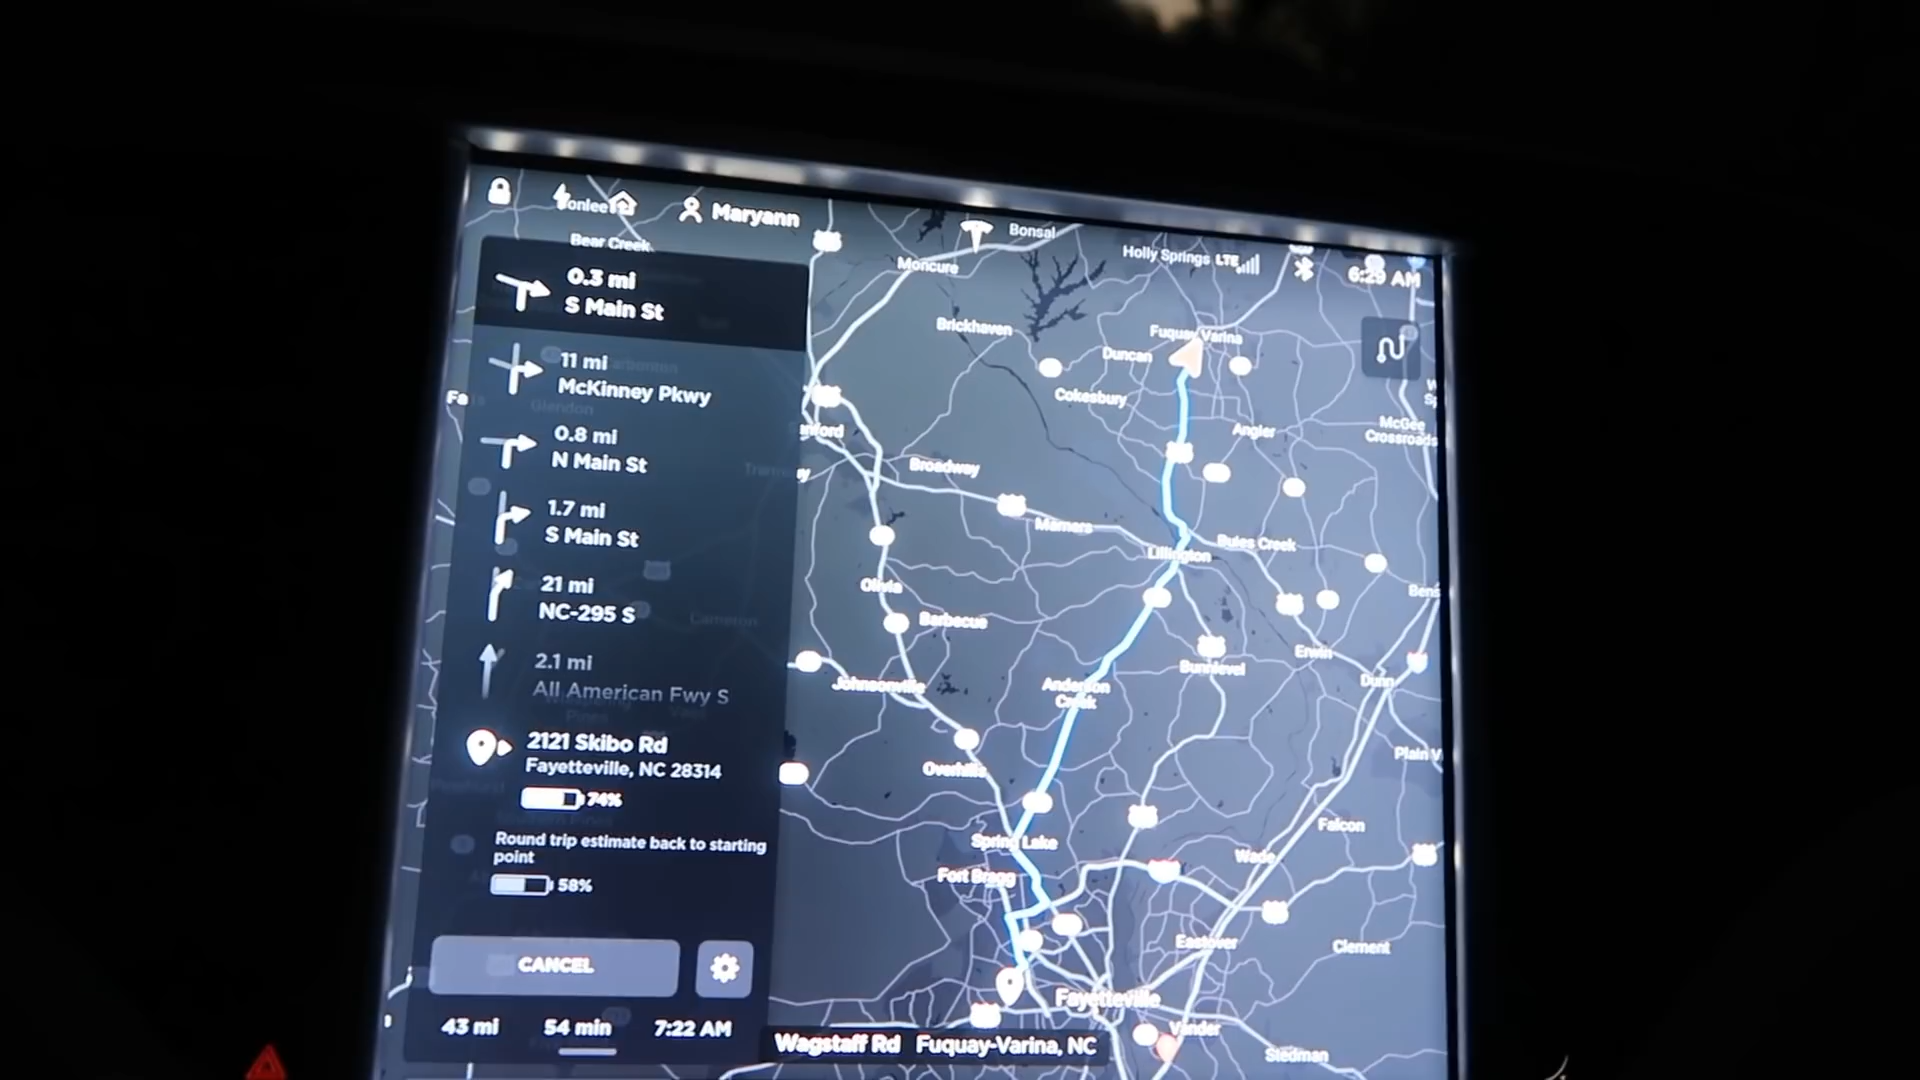 Maryann
Bear Creek
0.3 mi
S Main St
11 mi
McKinney Pkwy
0.8 mi
N Main St
1.7 mi
S Main St
21 mi
NC-295 S
2.1 mi
All American Fwy S
2121 Skibo Rd
Fayetteville, NC 28314
74%
Round trip estimate back to starting
point
58%
CANCEL
43 mi 54 min 7:22 AM
Glendon
Cameron
Bonsal
Moncure
Holly Springs LTE
6:29 AM
Brickhaven
Fuquay Varina
Duncan
Cokesbury
Angier
McGee
Crossroads
Broadway
Mamers
Lillington
Buies Creek
Olivia
Barbecue
Bunnlevel
Erwin
Dunn
Johnsonville
Anderson
Creek
Plain V
Overhills
Spring Lake
Falcon
Wade
Fort Bragg
Eastover
Clement
Fayetteville
Vander
Stedman
Wagstaff Rd Fuquay-Varina, NC